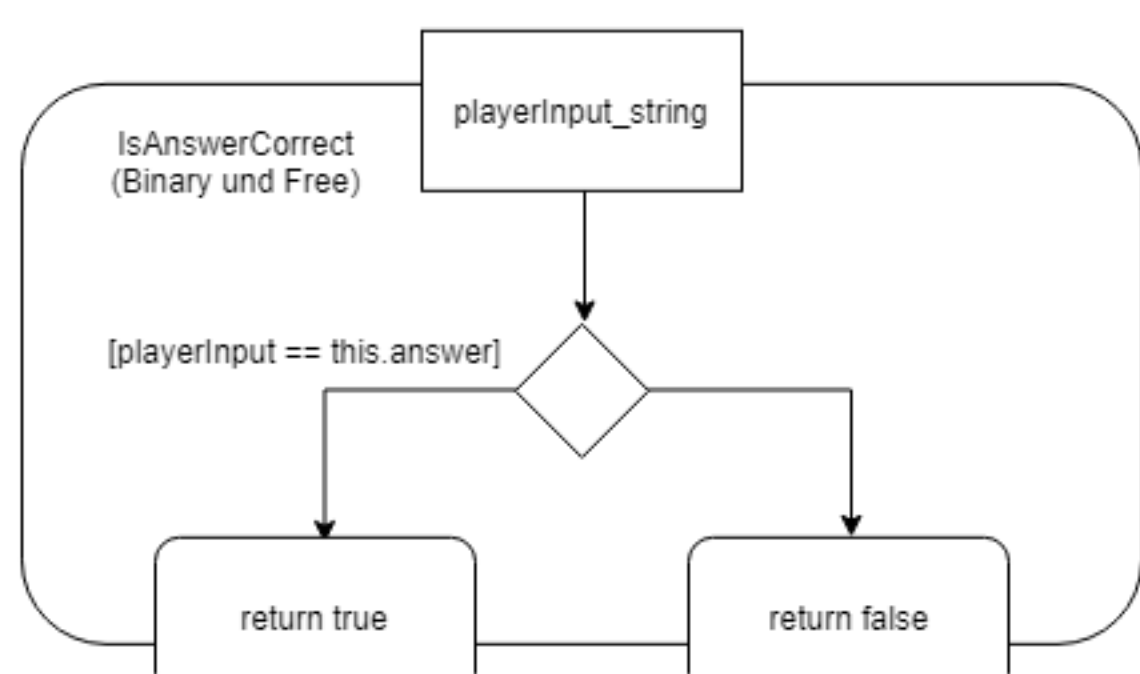 playerInput_string
IsAnswerCorrect
(Binary und Free)
[playerInput == this.answer]
return true
return false